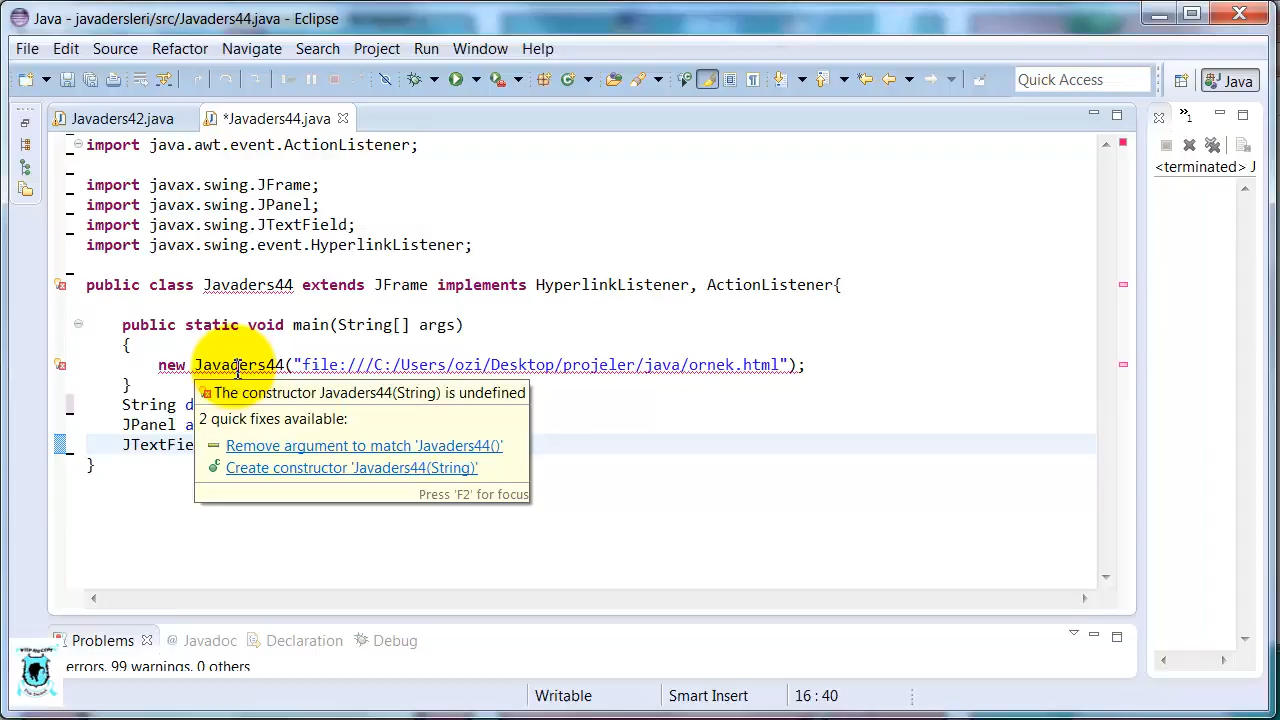 Java - javadersleri/src/Javaders44.java - Eclipse
File Edit Source Refactor Navigate Search Project Run Window Help
Quick Access
Java
Javaders42.java
*Javaders44.java
1
import java.awt.event.ActionListener;
<terminated> J
import javax.swing.JFrame;
import javax.swing.JPanel;
import javax.swing.JTextField;
import javax.swing.event.HyperlinkListener;
public class Javaders44 extends JFrame implements HyperlinkListener, ActionListener{
public static void main(String[] args)
{
new Javaders44("file:///C:/Users/ozi/Desktop/projeler/java/ornek.html");
}
String d
JPanel a
JTextFie
}
The constructor Javaders44(String) is undefined
2 quick fixes available:
Remove argument to match 'Javaders44()'
Create constructor 'Javaders44(String)'
Press 'F2' for focus
Problems @ Javadoc Declaration Debug
errors, 99 warnings, 0 others
Writable
Smart Insert
16 : 40